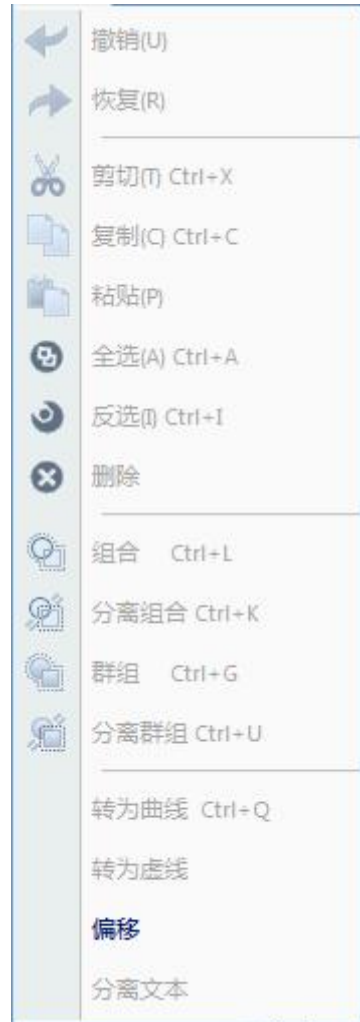 撤销(U)
恢复(R)
剪切(T) Ctrl+X
复制(C) Ctrl+C
粘贴(P)
全选(A) Ctrl+A
反选(I) Ctrl+I
删除
组合 Ctrl+L
分离组合 Ctrl+K
群组 Ctrl+G
分离群组 Ctrl+U
转为曲线 Ctrl+Q
转为虚线
偏移
分离文本